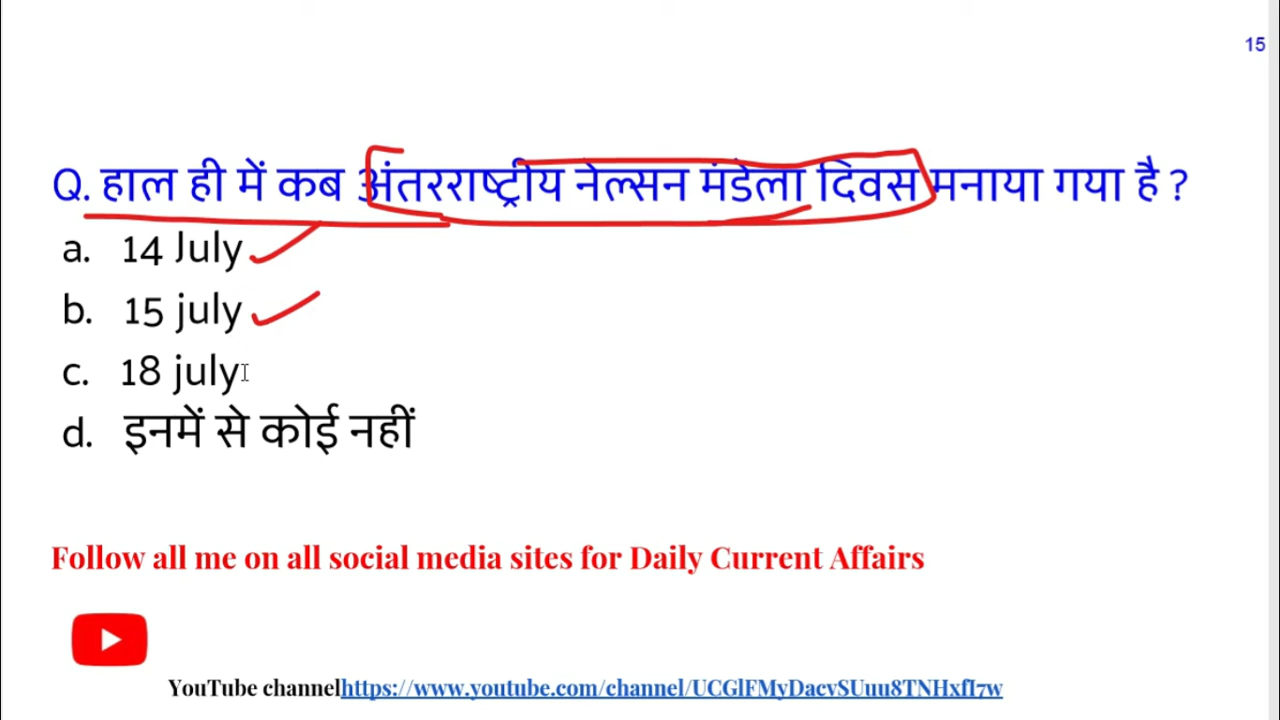 15
Q. हाल ही में कब अंतरराष्ट्रीय नेल्सन मंडेला दिवस मनाया गया है ?
a. 14 July
b. 15 july
c. 18 july
d. इनमें से कोई नहीं
Follow all me on all social media sites for Daily Current Affairs
YouTube channelhttps://www.youtube.com/channel/UCGlFMyDacvSUuu8TNHxfI7w